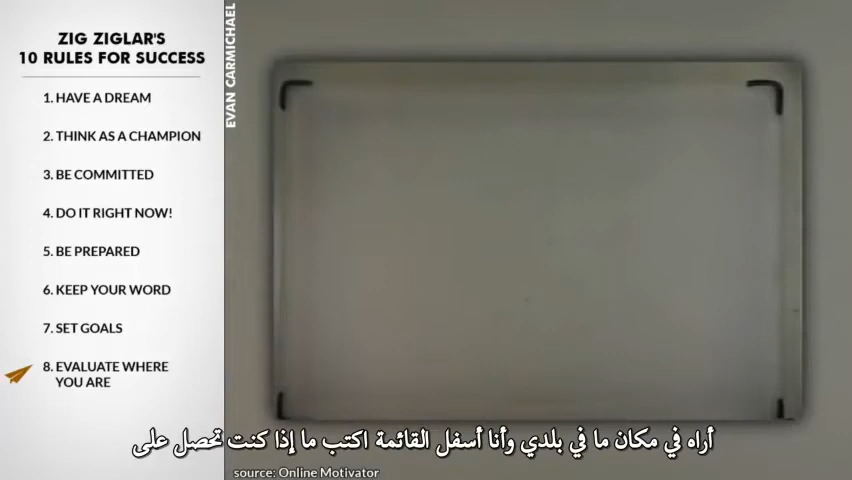 ZIG ZIGLAR'S
10 RULES FOR SUCCESS
1. HAVE A DREAM
2. THINK AS A CHAMPION
3. BE COMMITTED
4. DO IT RIGHT NOW!
5. BE PREPARED
6. KEEP YOUR WORD
7. SET GOALS
8. EVALUATE WHERE
YOU ARE
EVAN CARMICHAEL
أراه في مكان ما في بلدي وأنا أسفل القائمة اكتب ما إذا كنت تحصل على
source: Online Motivator